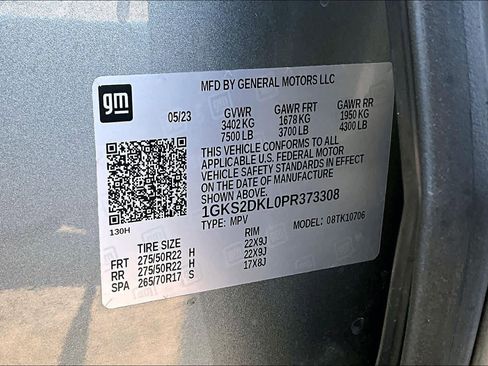 gm
MFD BY GENERAL MOTORS LLC
05/23 GVWR GAWR FRT GAWR RR
3402 KG 1678 KG 1950 KG
7500 LB 3700 LB 4300 LB
THIS VEHICLE CONFORMS TO ALL
APPLICABLE U.S. FEDERAL MOTOR
VEHICLE SAFETY STANDARDS IN EFFECT
ON THE DATE OF MANUFACTURE
1GKS2DKL0PR373308
130H TYPE: MPV 08TK10706
TIRE SIZE RIM
FRT 275/50R22 H 22X9J
RR 275/50R22 H 22X9J
SPA 265/70R17 S 17X8J